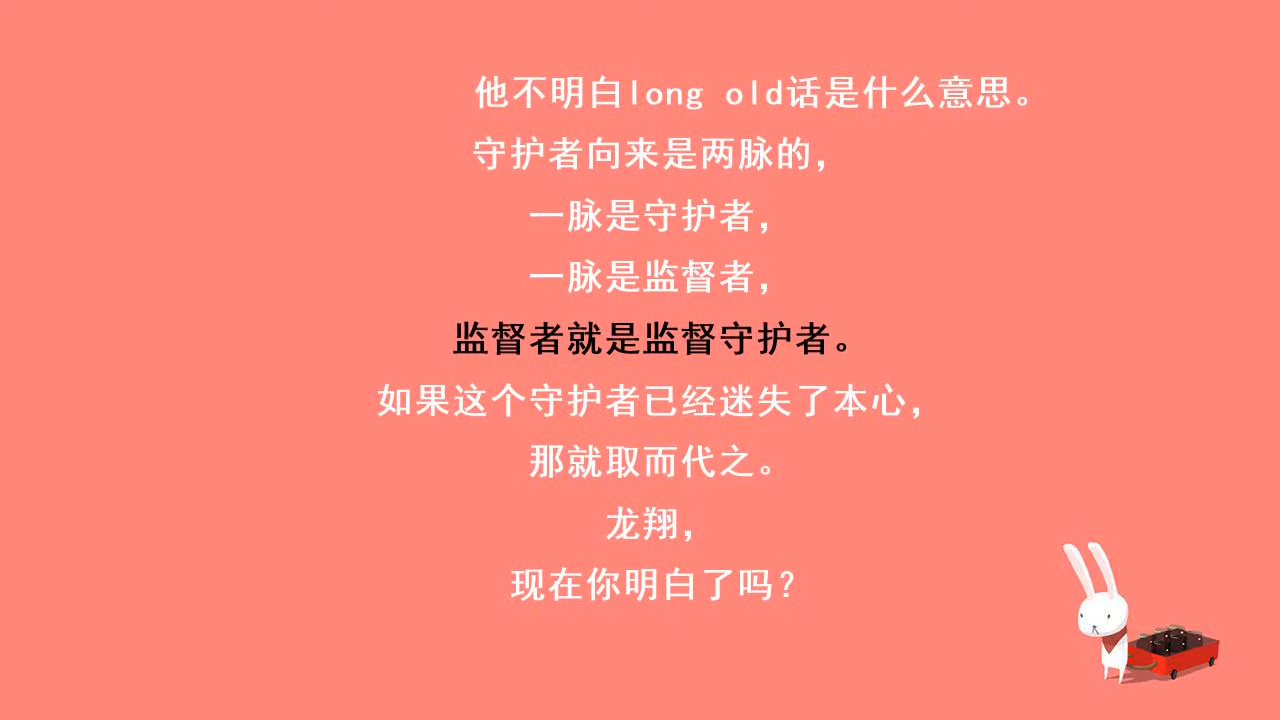 他不明白long old话是什么意思。
守护者向来是两脉的，
一脉是守护者，
一脉是监督者，
监督者就是监督守护者。
如果这个守护者已经迷失了本心，
那就取而代之。
龙翔，
现在你明白了吗？